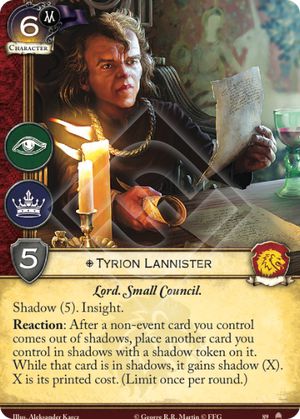 6
Character
5
Tyrion Lannister
Lord. Small Council.
Shadow (5). Insight.
Reaction: After a non-event card you control
comes out of shadows, place another card you
control in shadows with a shadow token on it.
While that card is in shadows, it gains shadow (X).
X is its printed cost. (Limit once per round.)
Illus. Aleksander Karcz
© George R.R. Martin © FFG